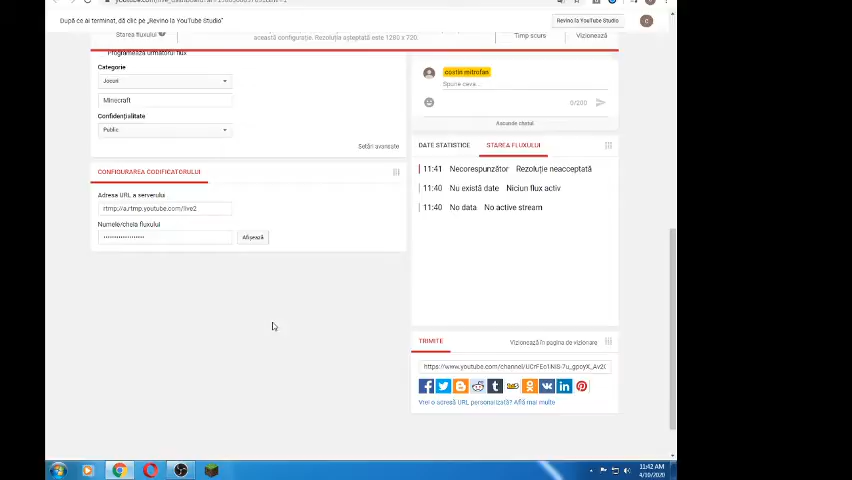 După ce ai terminat, dă clic pe „Revino la YouTube Studio”
Revino la YouTube Studio
C
Starea fluxului
această configurație. Rezoluție așteptată este 1280 x 720.
Timp scurs
Vizionează
Programează următorul flux
Categorie
Jocuri
Minecraft
Confidențialitate
Public
Setări avansate
CONFIGURAREA CODIFICATORULUI
Adresa URL a serverului
rtmp://a.rtmp.youtube.com/live2
Numele/cheia fluxului
Afișează
costin mitrofan
Spune ceva...
0/200
Ascunde chatul
DATE STATISTICE
STAREA FLUXULUI
11:41 Necorespunzător Rezoluție neacceptată
11:40 Nu există date Niciun flux activ
11:40 No data No active stream
TRIMITE
Vizionează în pagina de vizionare
Vrei o adresă URL personalizată? Află mai multe
11:42 AM
4/10/2020